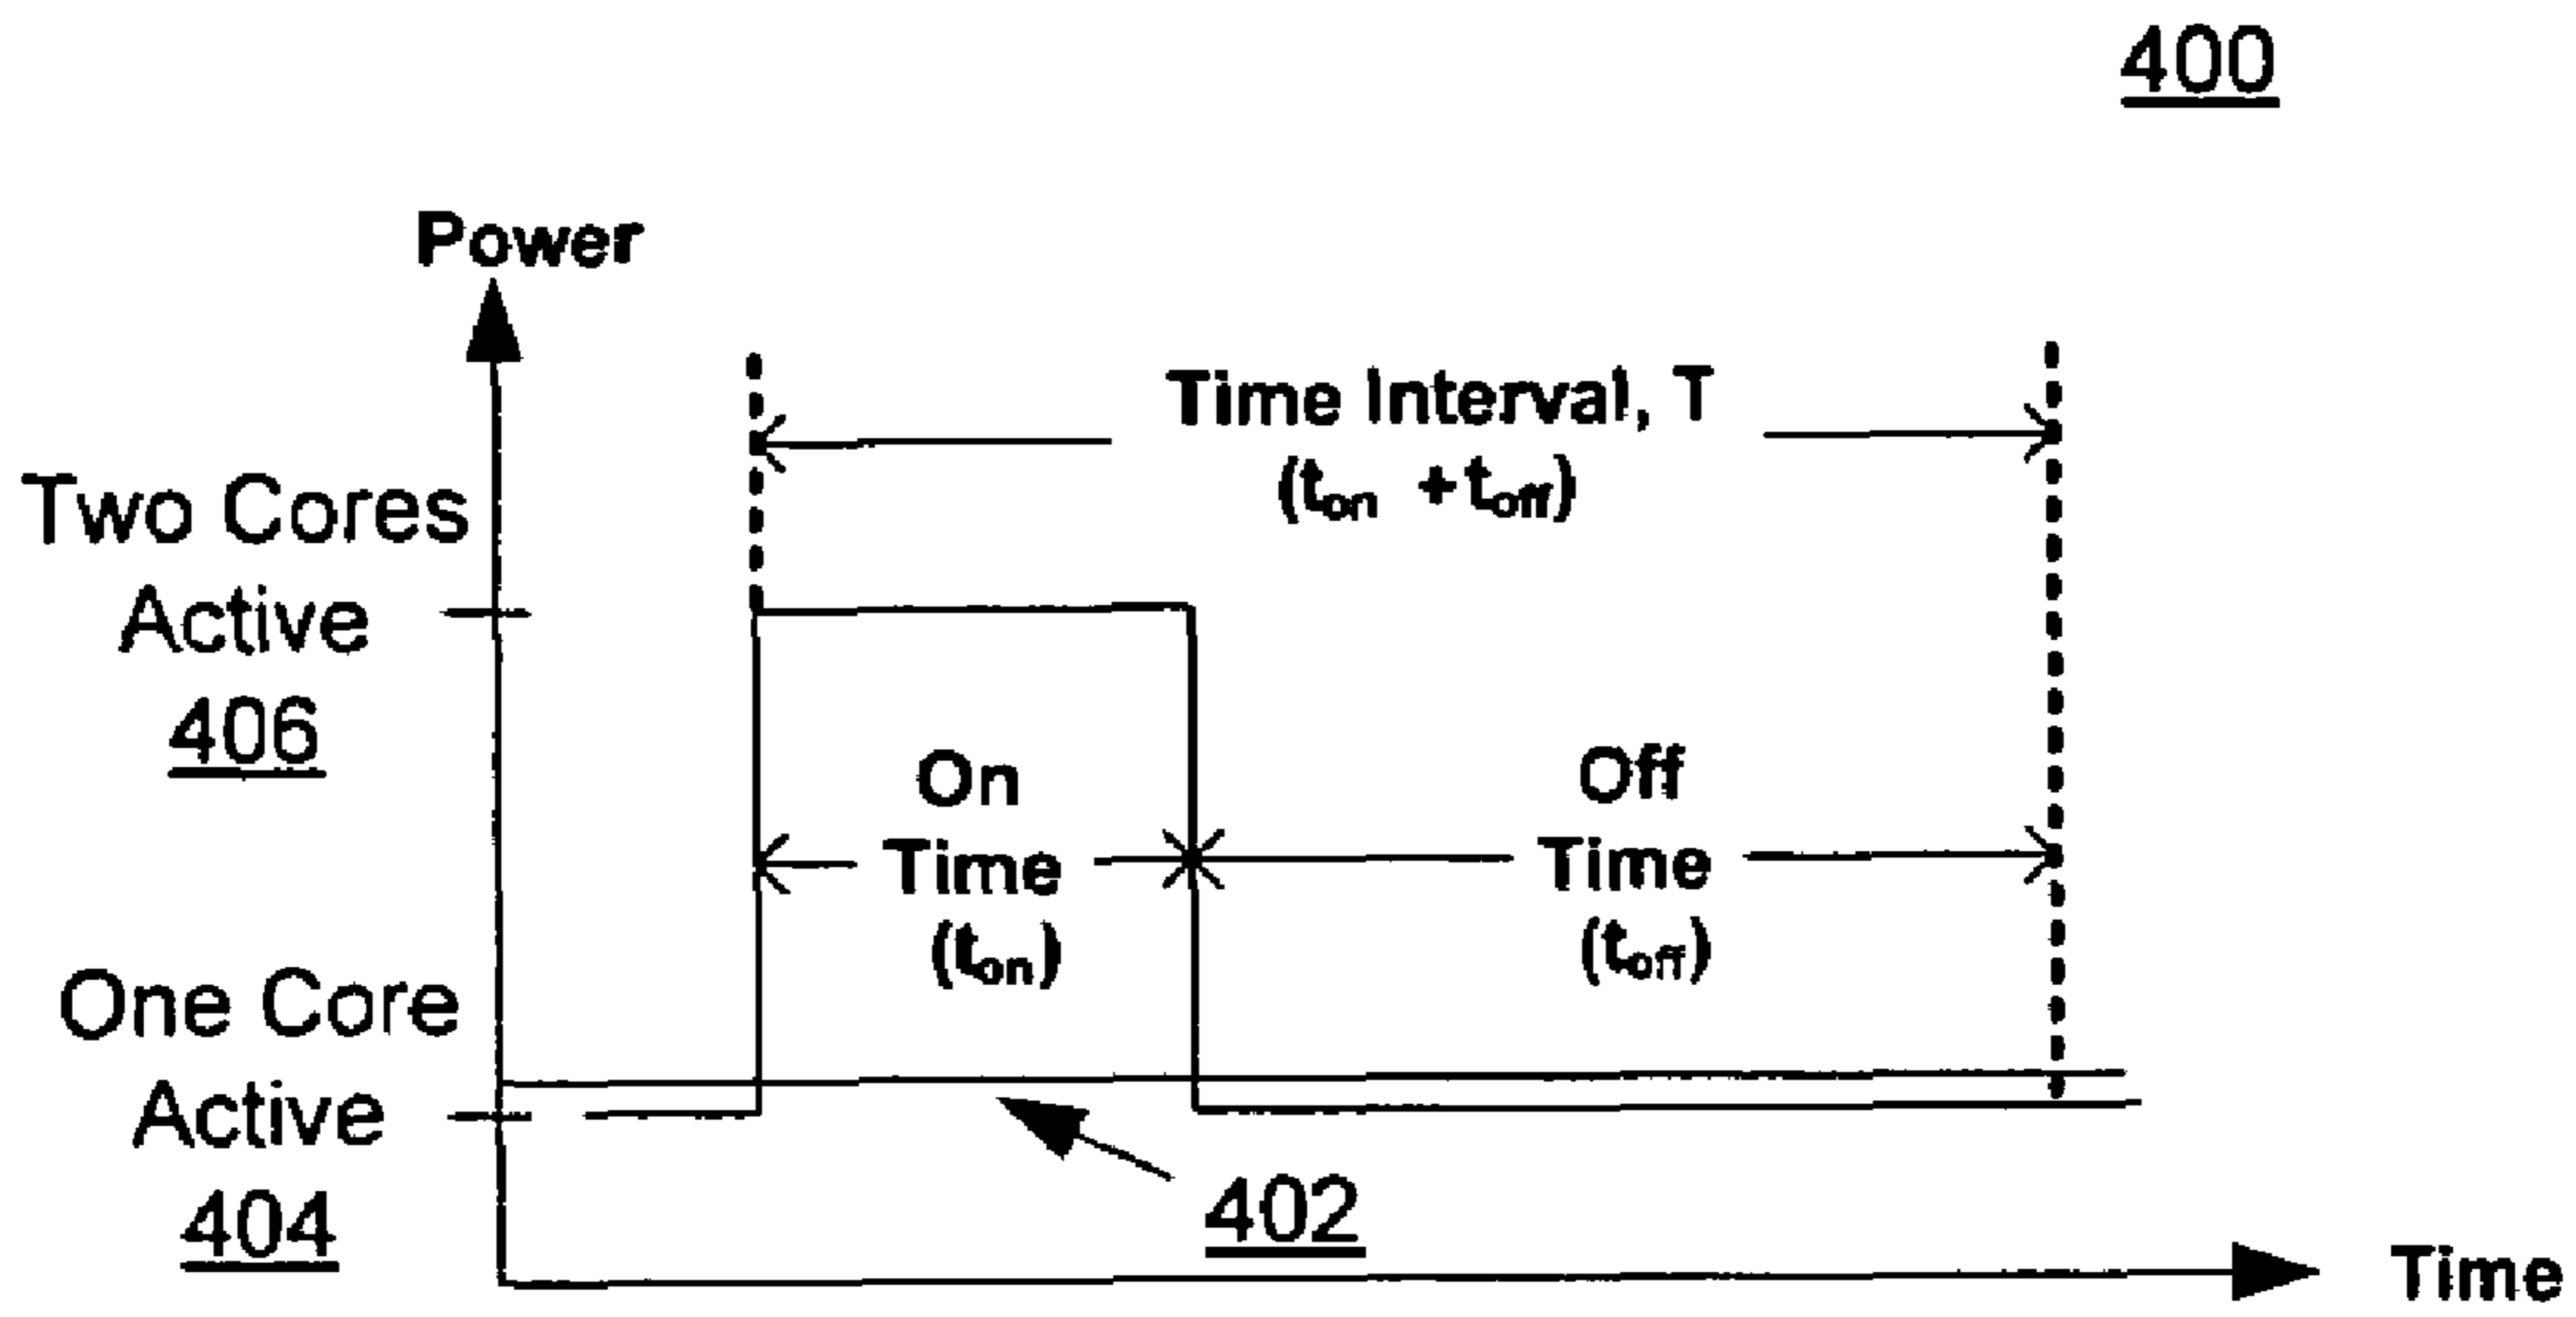 400
Power
Time Interval, T
(ton + toff)
Two Cores
Active
406
On
Time
(ton)
Off
Time
(toff)
One Core
Active
404
402
Time